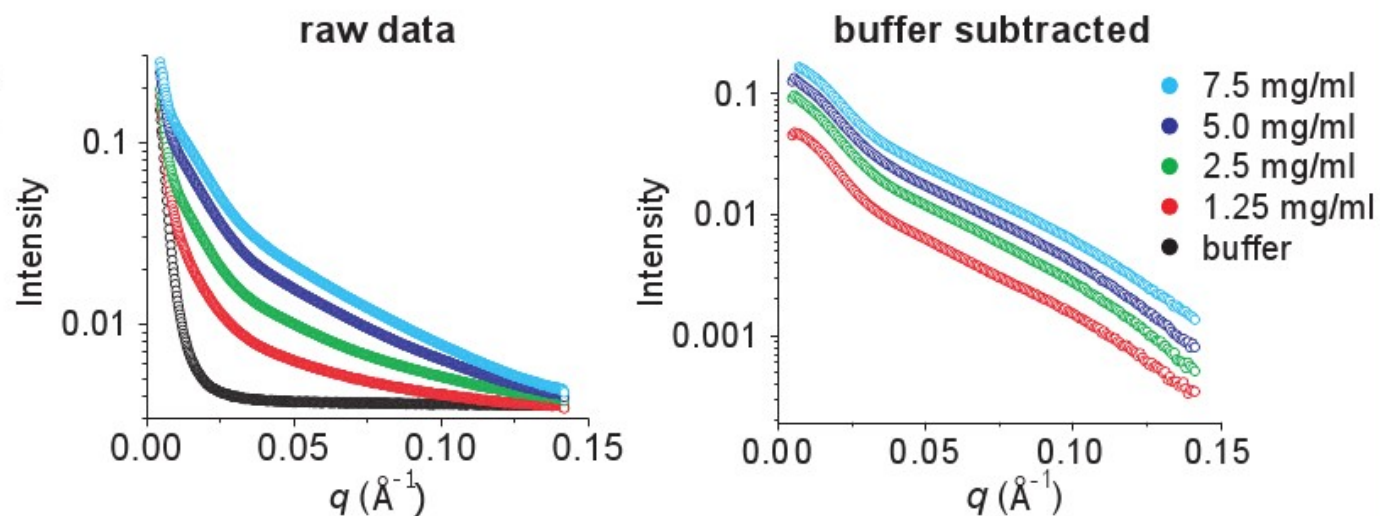 raw data
Intensity
0.1
0.01
0.00 0.05 0.10 0.15
q (Å⁻¹)
buffer subtracted
Intensity
0.1
0.01
0.001
0.00 0.05 0.10 0.15
q (Å⁻¹)
7.5 mg/ml
5.0 mg/ml
2.5 mg/ml
1.25 mg/ml
buffer